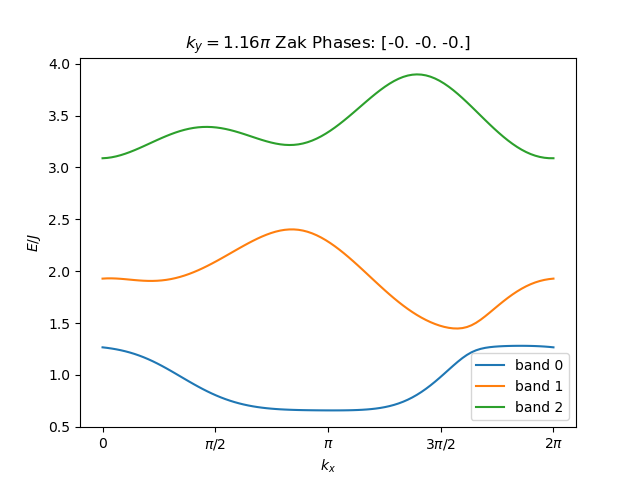 k_y = 1.16π Zak Phases: [-0. -0. -0.]
4.0
3.5
3.0
2.5
2.0
1.5
1.0
0.5
E/J
0 π/2 π 3π/2 2π
k_x
band 0
band 1
band 2